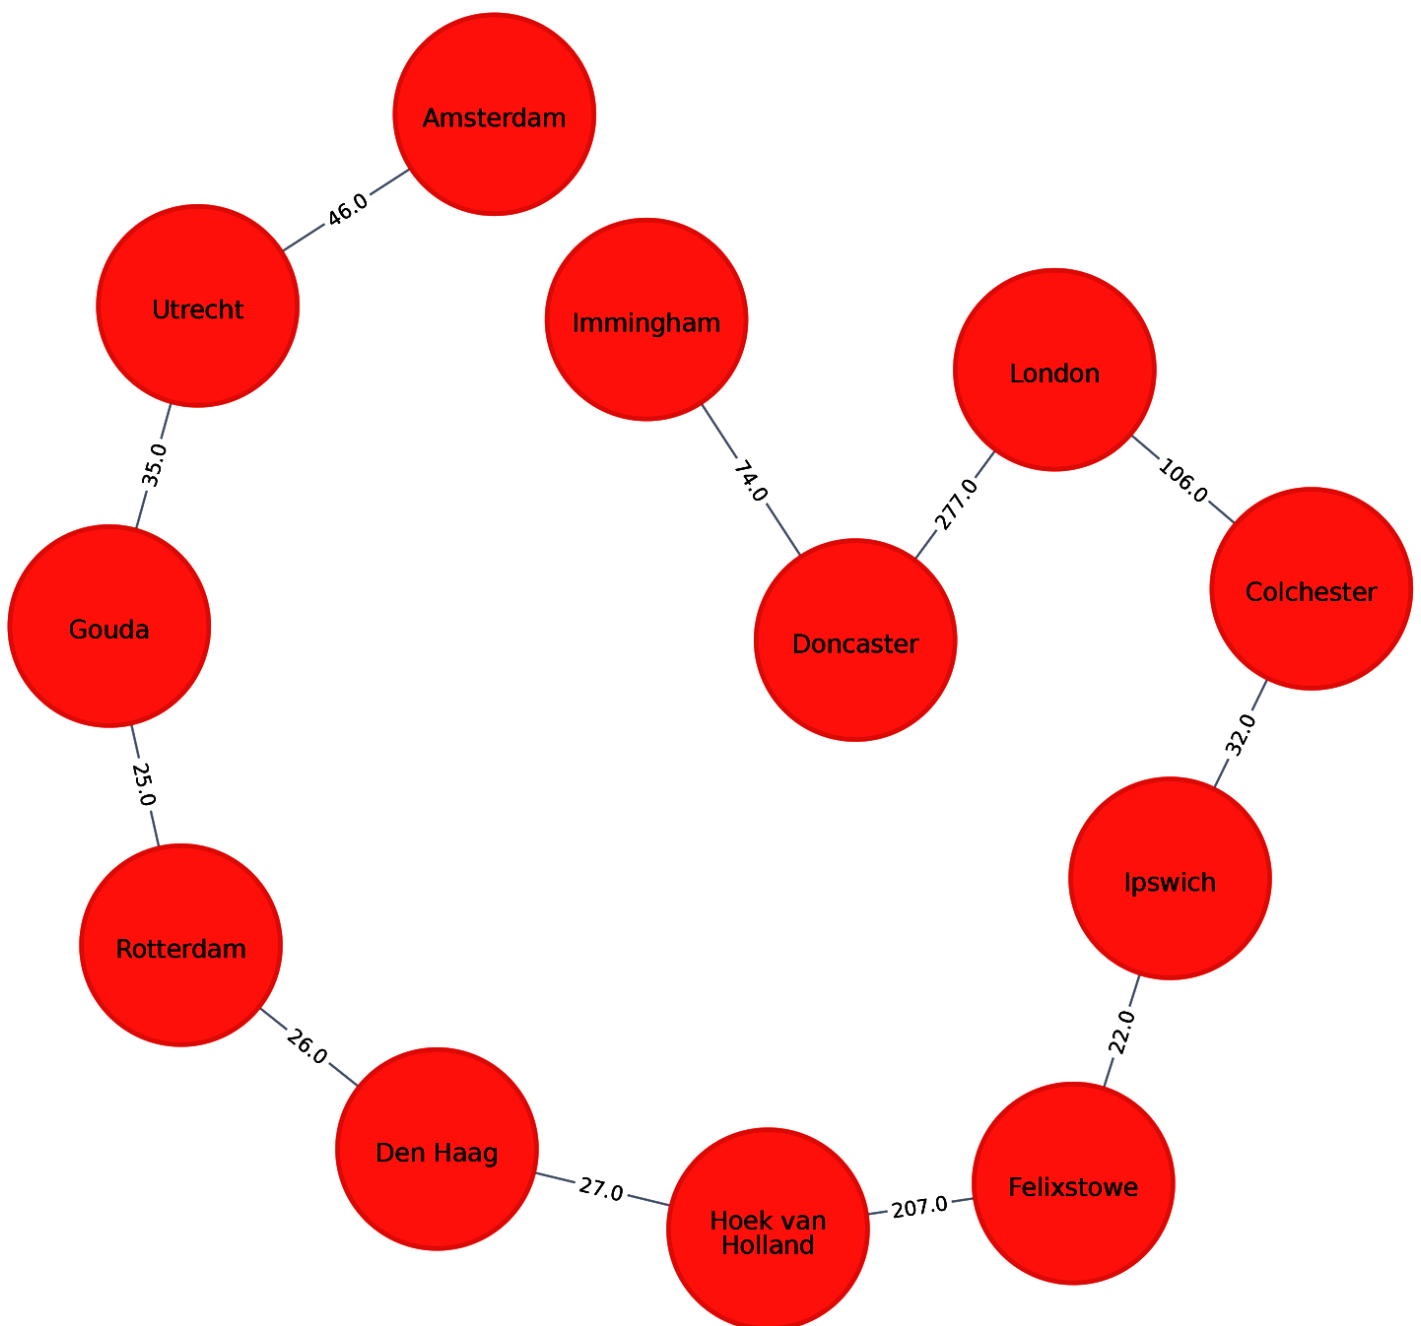 Amsterdam
46.0
Utrecht
Immingham
London
35.0
74.0
277.0
106.0
Colchester
Gouda
Doncaster
25.0
32.0
Ipswich
Rotterdam
26.0
22.0
Den Haag
27.0
Hoek van
Holland
207.0
Felixstowe